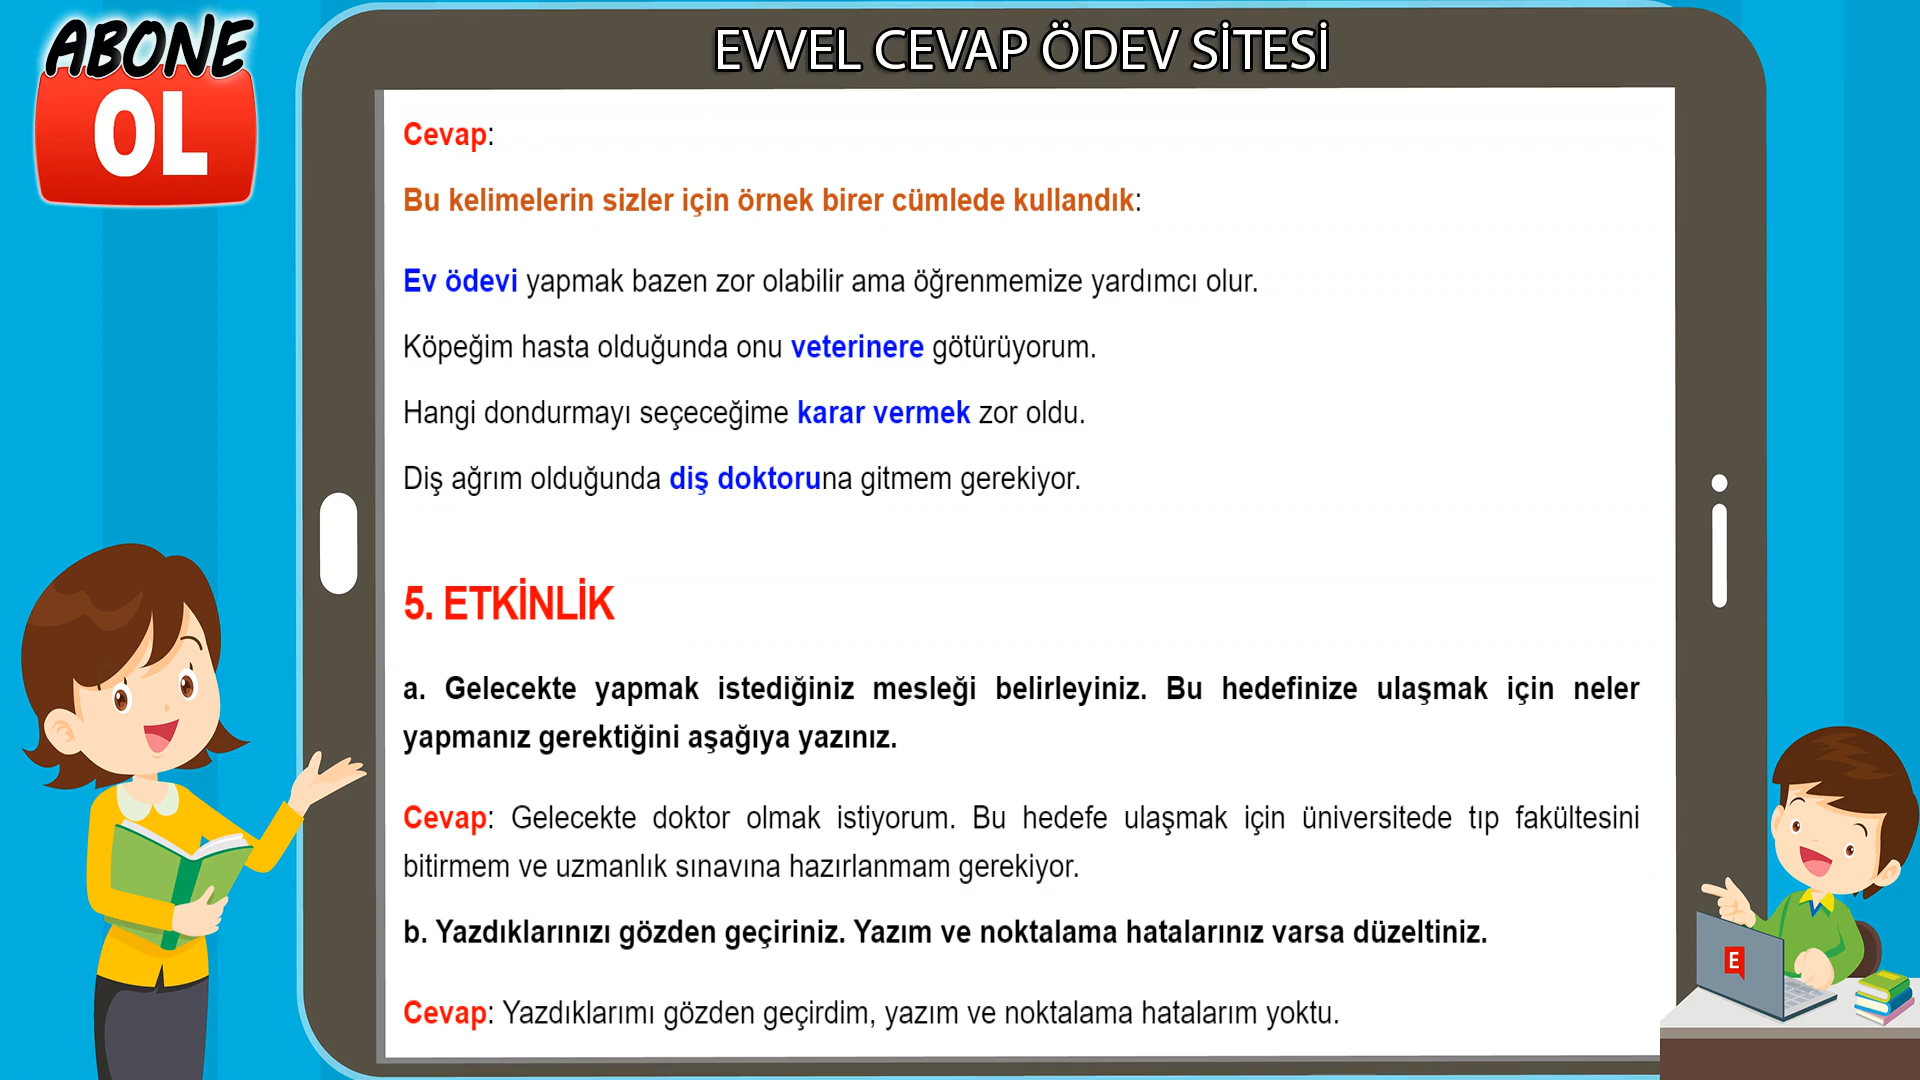 ABONE
OL
EVVEL CEVAP ÖDEV SİTESİ
Cevap:
Bu kelimelerin sizler için örnek birer cümlede kullandık:
Ev ödevi yapmak bazen zor olabilir ama öğrenmemize yardımcı olur.
Köpeğim hasta olduğunda onu veterinere götürüyorum.
Hangi dondurmayı seçeceğime karar vermek zor oldu.
Diş ağrım olduğunda diş doktoruna gitmem gerekiyor.
5. ETKİNLİK
a. Gelecekte yapmak istediğiniz mesleği belirleyiniz. Bu hedefinize ulaşmak için neler
yapmanız gerektiğini aşağıya yazınız.
Cevap: Gelecekte doktor olmak istiyorum. Bu hedefe ulaşmak için üniversitede tıp fakültesini
bitirmem ve uzmanlık sınavına hazırlanmam gerekiyor.
b. Yazdıklarınızı gözden geçiriniz. Yazım ve noktalama hatalarınız varsa düzeltiniz.
Cevap: Yazdıklarımı gözden geçirdim, yazım ve noktalama hatalarım yoktu.
E